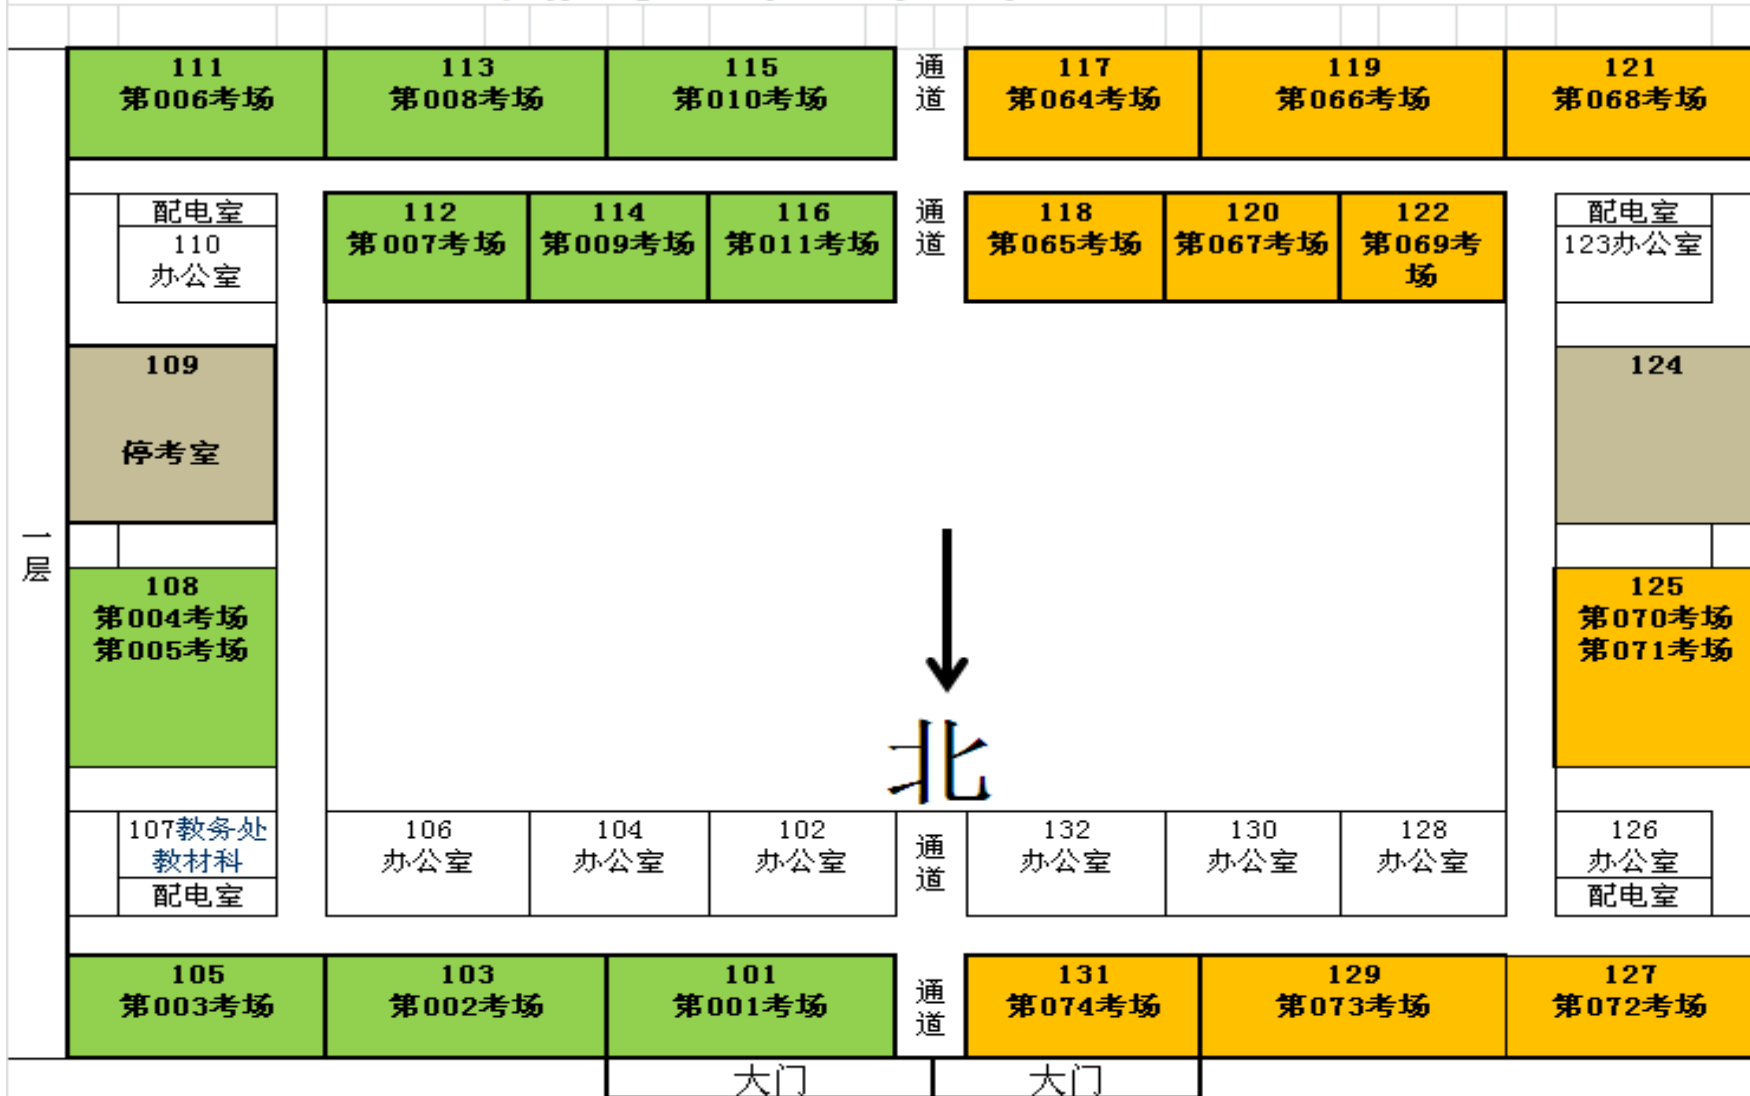 111
第006考场
113
第008考场
115
第010考场
通
道
117
第064考场
119
第066考场
121
第068考场
配电室
110
办公室
112
第007考场
114
第009考场
116
第011考场
通
道
118
第065考场
120
第067考场
122
第069考
场
配电室
123办公室
109
停考室
124
一
层
108
第004考场
第005考场
125
第070考场
第071考场
北
107教务处
教材科
配电室
106
办公室
104
办公室
102
办公室
通
道
132
办公室
130
办公室
128
办公室
126
办公室
配电室
105
第003考场
103
第002考场
101
第001考场
通
道
131
第074考场
129
第073考场
127
第072考场
大门
大门